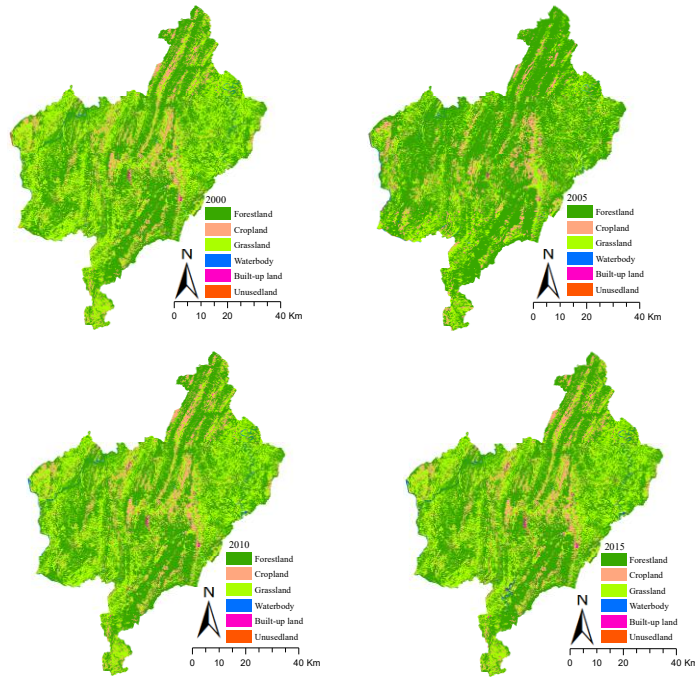 2000
Forestland
Cropland
Grassland
Waterbody
Built-up land
Unusedland
N
0 10 20 40 Km
2005
Forestland
Cropland
Grassland
Waterbody
Built-up land
Unusedland
N
0 10 20 40 Km
2010
Forestland
Cropland
Grassland
Waterbody
Built-up land
Unusedland
N
0 10 20 40 Km
2015
Forestland
Cropland
Grassland
Waterbody
Built-up land
Unusedland
N
0 10 20 40 Km